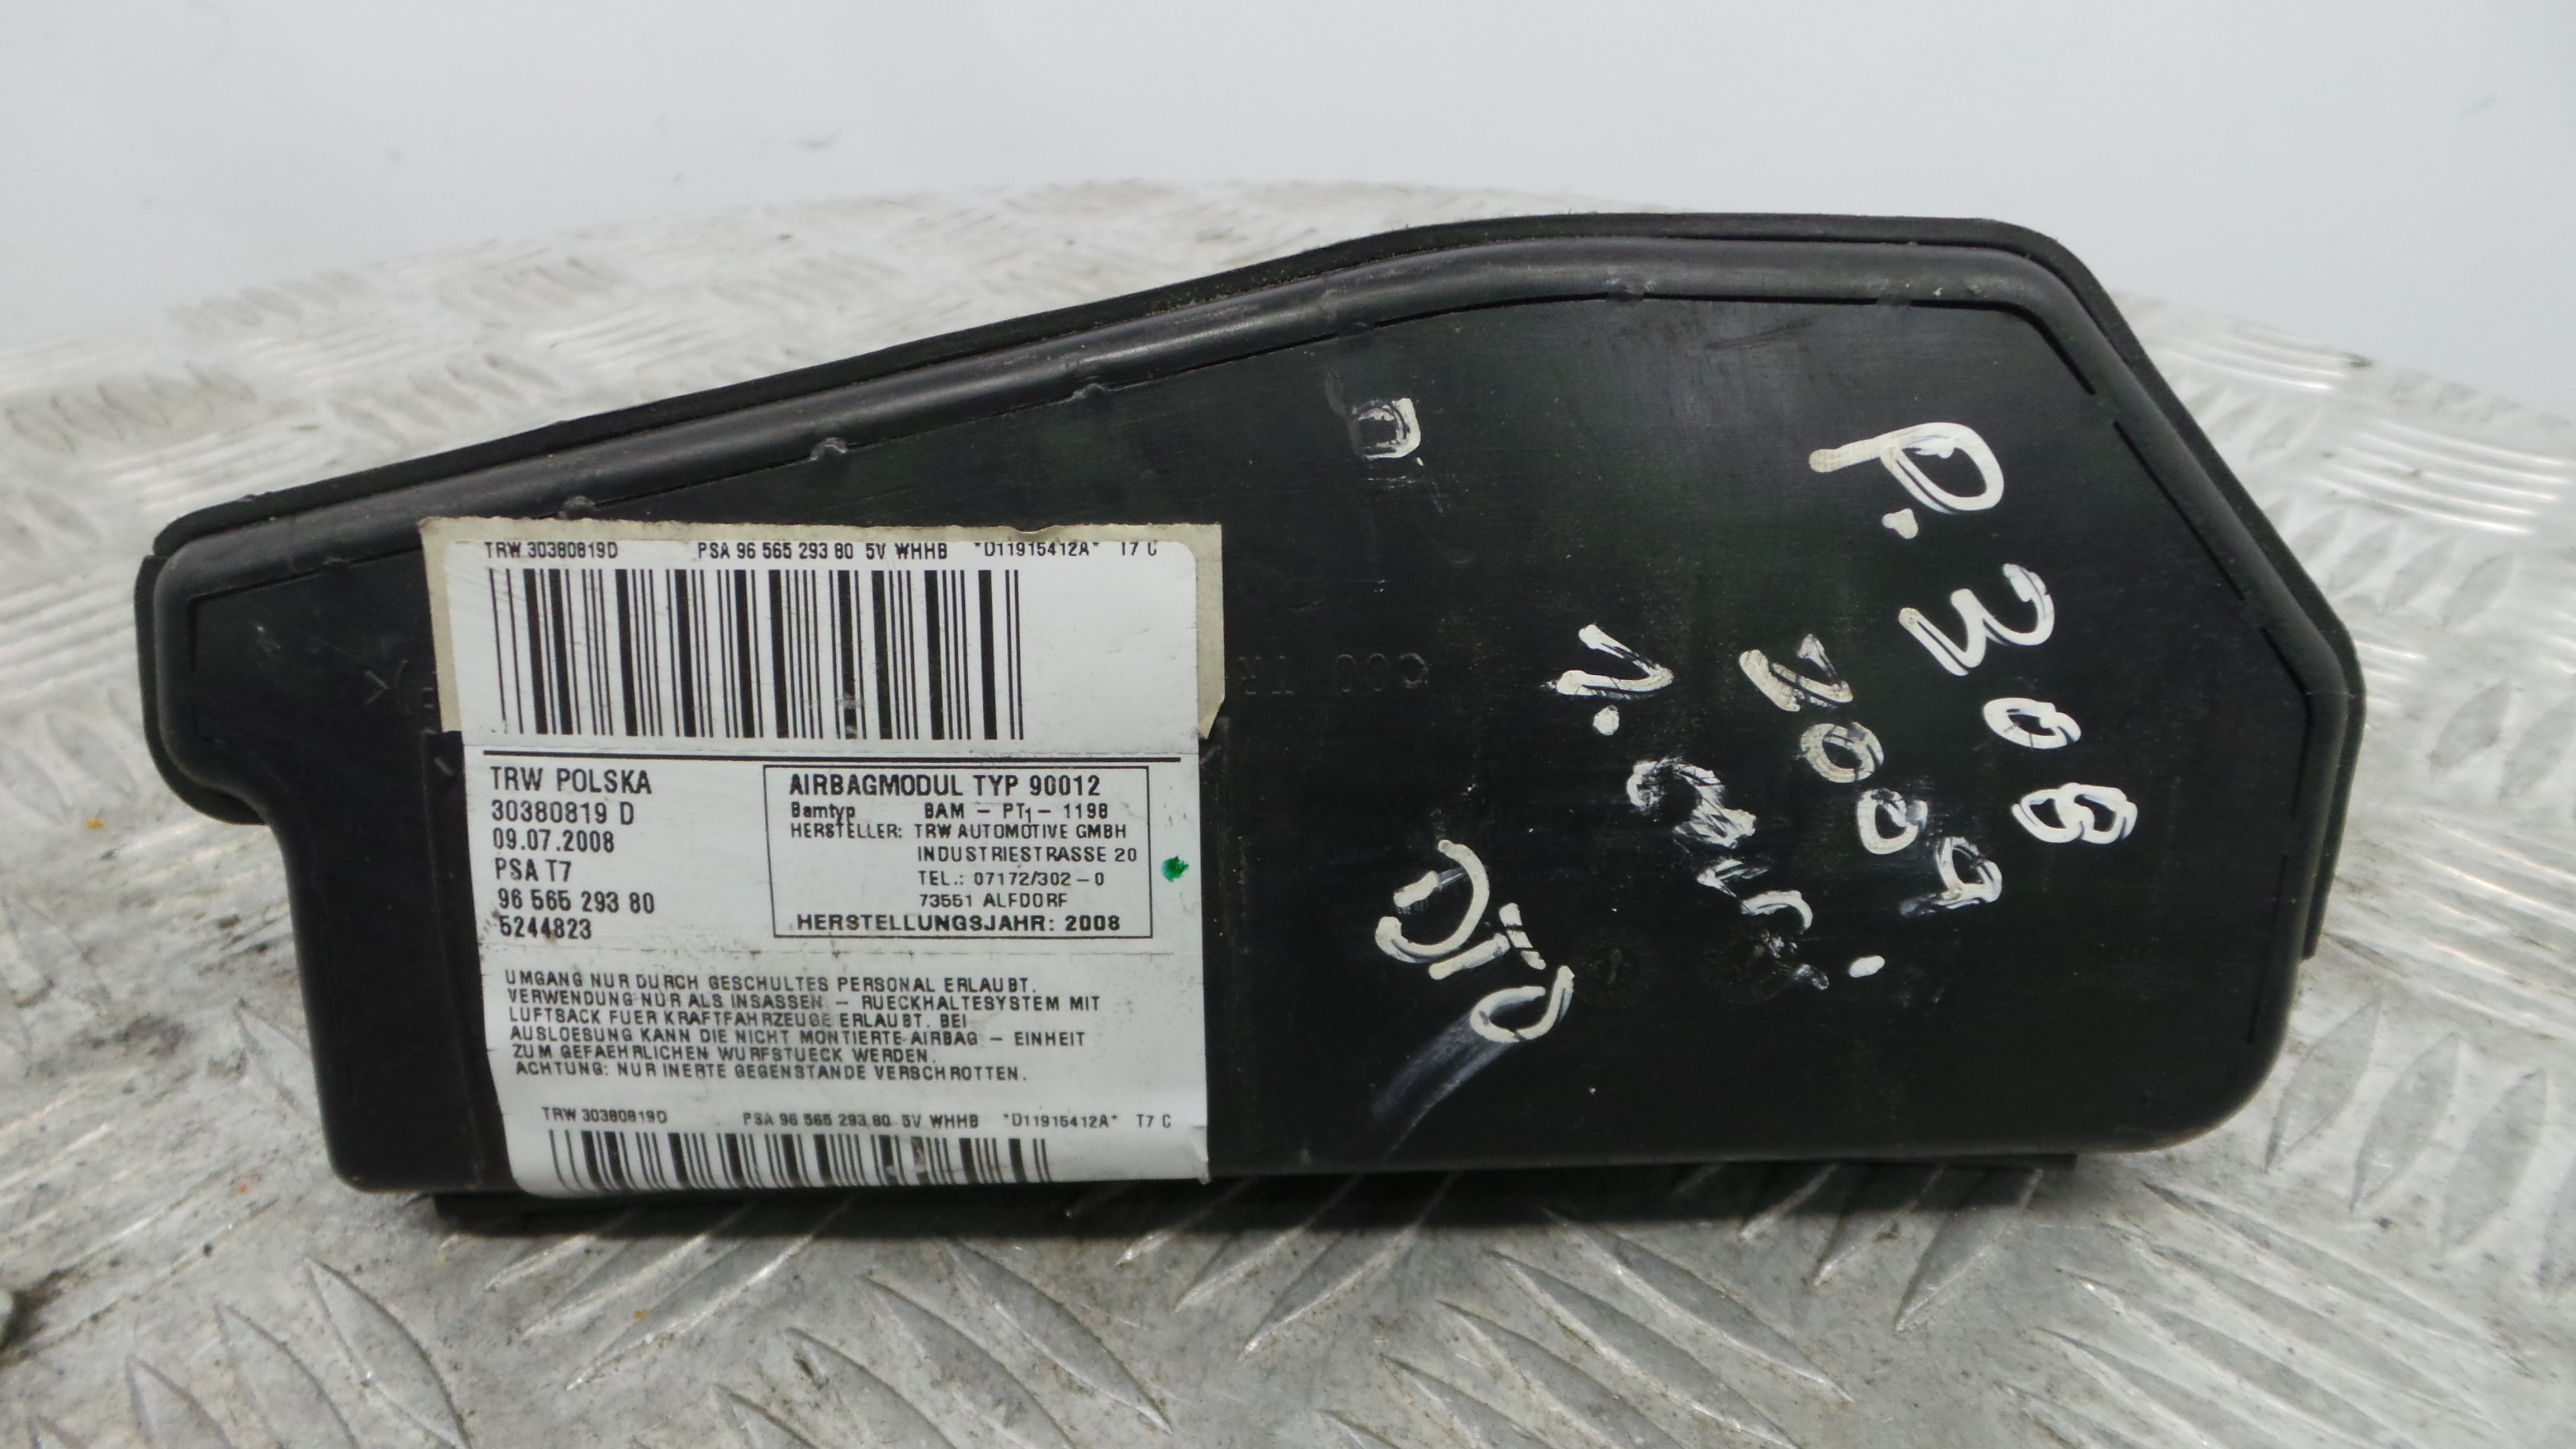 TRW 30380819D PSA 96 565 293 80 5V WHHB *D11915412A* T7 C
TRW POLSKA
30380819 D
09.07.2008
PSA T7
96 565 293 80
5244823
AIRBAGMODUL TYP 90012
Bamtyp BAM - PT1 - 1198
HERSTELLER: TRW AUTOMOTIVE GMBH
INDUSTRIESTRASSE 20
TEL.: 07172/302 - 0
73551 ALFDORF
HERSTELLUNGSJAHR: 2008
UMGANG NUR DURCH GESCHULTES PERSONAL ERLAUBT.
VERWENDUNG NUR ALS INSASSEN - RUECKHALTESYSTEM MIT
LUFTSACK FUER KRAFTFAHRZEUGE ERLAUBT. BEI
AUSLOESUNG KANN DIE NICHT MONTIERTE AIRBAG - EINHEIT
ZUM GEFAEHRLICHEN WURFSTUECK WERDEN.
ACHTUNG: NUR INERTE GEGENSTANDE VERSCHROTTEN.
TRW 30380819D PSA 96 565 293 80 5V WHHB *D11915412A* T7 C
P. 308
2009